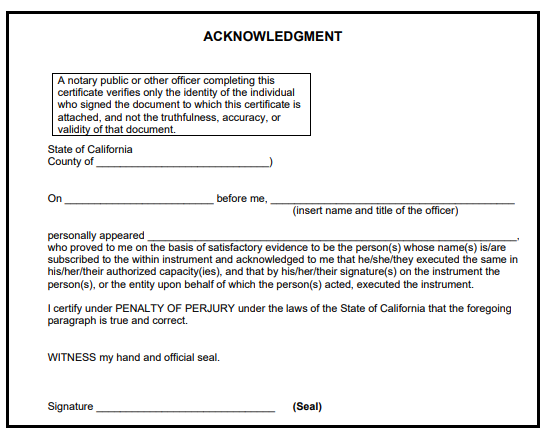 ACKNOWLEDGMENT
A notary public or other officer completing this
certificate verifies only the identity of the individual
who signed the document to which this certificate is
attached, and not the truthfulness, accuracy, or
validity of that document.
State of California
County of _____________________________)
On _________________________ before me, _________________________________________
(insert name and title of the officer)
personally appeared ______________________________________________________________,
who proved to me on the basis of satisfactory evidence to be the person(s) whose name(s) is/are
subscribed to the within instrument and acknowledged to me that he/she/they executed the same in
his/her/their authorized capacity(ies), and that by his/her/their signature(s) on the instrument the
person(s), or the entity upon behalf of which the person(s) acted, executed the instrument.
I certify under PENALTY OF PERJURY under the laws of the State of California that the foregoing
paragraph is true and correct.
WITNESS my hand and official seal.
Signature ______________________________ (Seal)